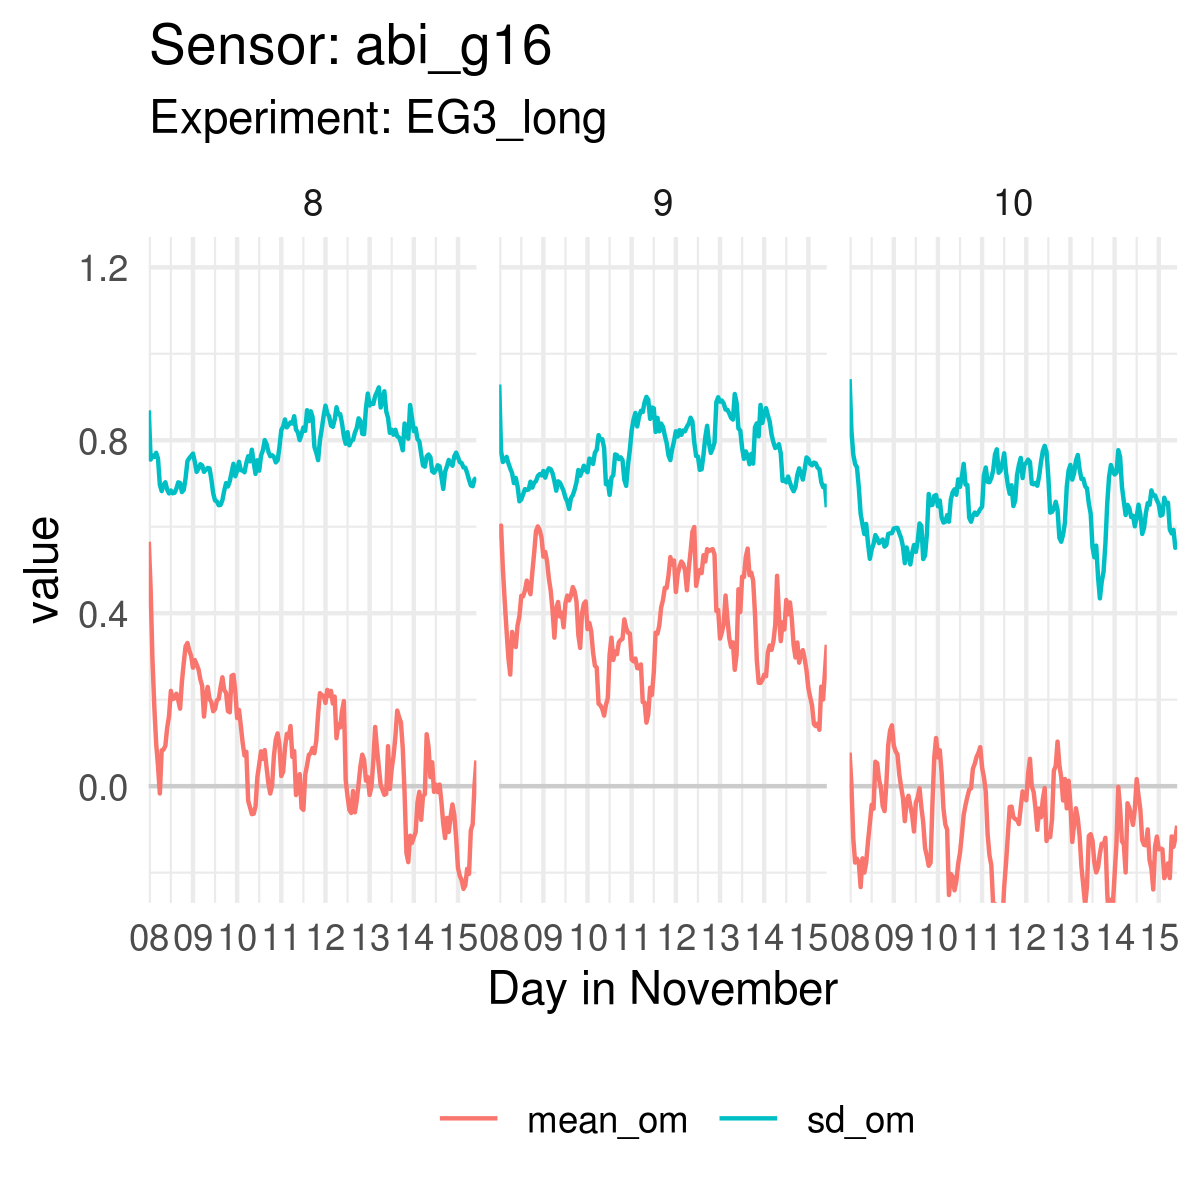 Sensor: abi_g16
Experiment: EG3_long
8 9 10
1.2
0.8
0.4
0.0
value
08 09 10 11 12 13 14 15 08 09 10 11 12 13 14 15 08 09 10 11 12 13 14 15
Day in November
mean_om sd_om